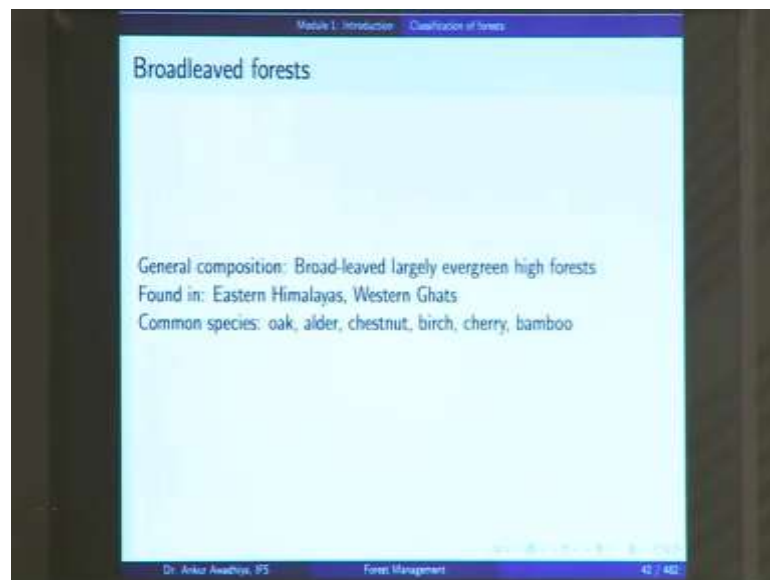 Module 1: Introduction Classification of forests
Broadleaved forests
General composition: Broad-leaved largely evergreen high forests
Found in: Eastern Himalayas, Western Ghats
Common species: oak, alder, chestnut, birch, cherry, bamboo
Dr. Ankur Awadhiya, IFS Forest Management 42 / 482